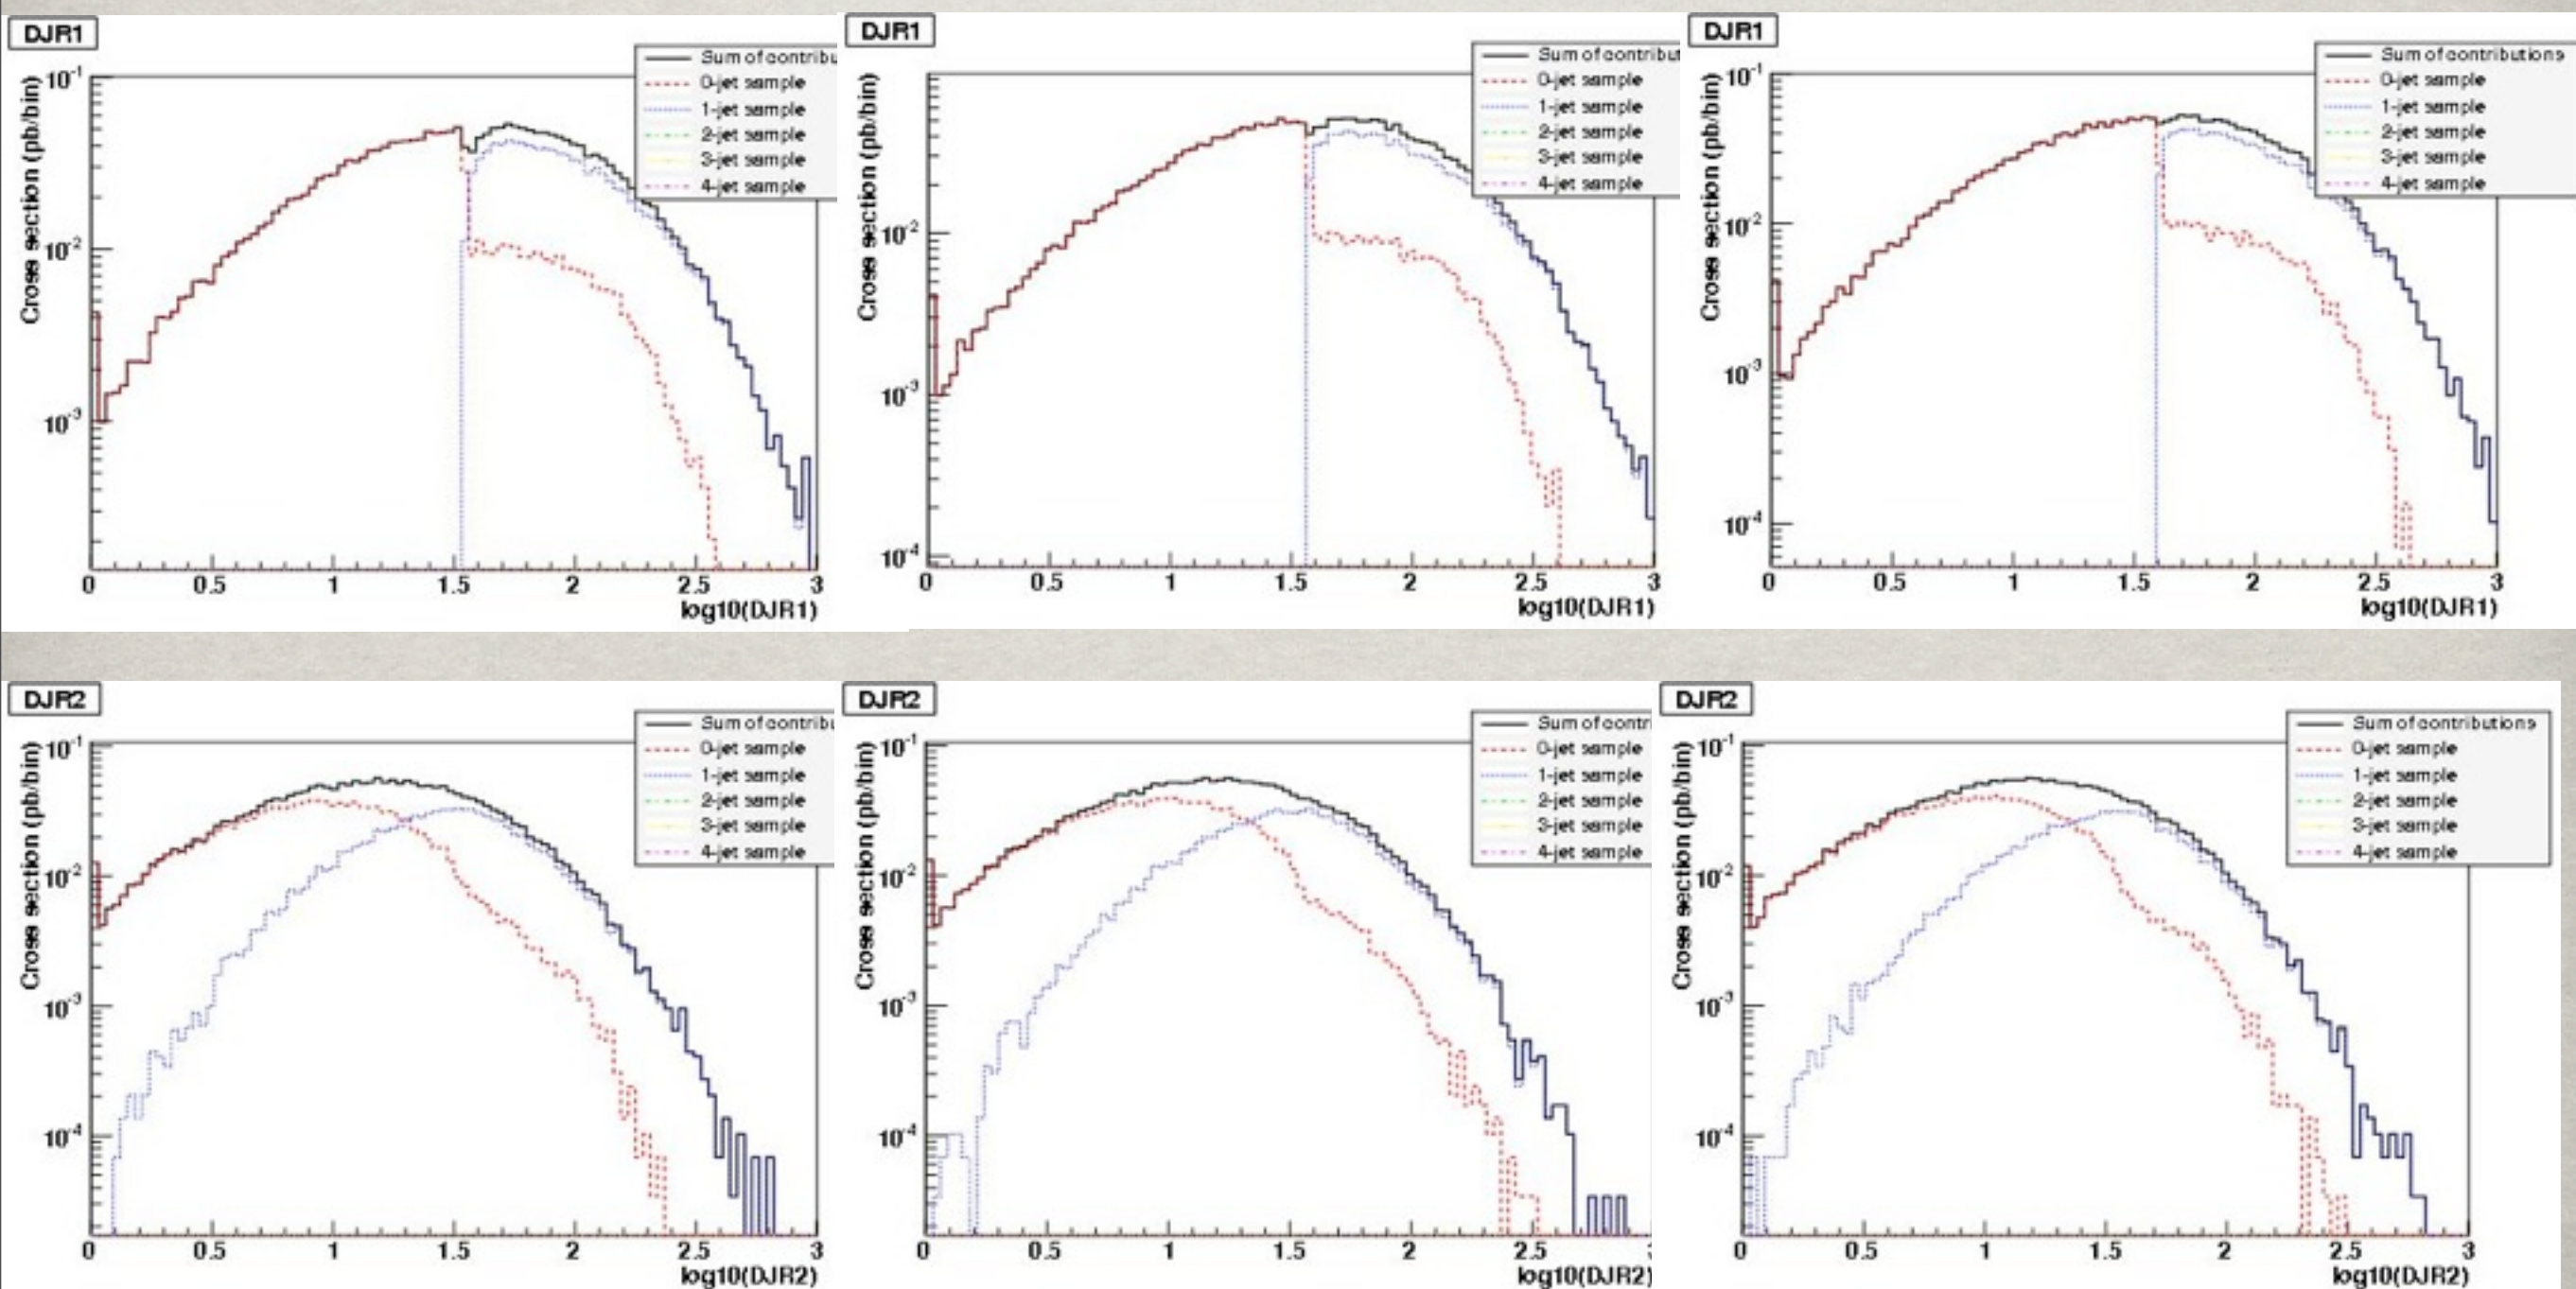 DJR1
Sum of contribu
0-jet sample
1-jet sample
2-jet sample
3-jet sample
4-jet sample
Cross section (pb/bin)
10^-1
10^-2
10^-3
0 0.5 1 1.5 2 2.5 3
log10(DJR1)
DJR1
Sum of contribut
0-jet sample
1-jet sample
2-jet sample
3-jet sample
4-jet sample
Cross section (pb/bin)
10^-2
10^-3
10^-4
0 0.5 1 1.5 2 2.5 3
log10(DJR1)
DJR1
Sum of contributions
0-jet sample
1-jet sample
2-jet sample
3-jet sample
4-jet sample
Cross section (pb/bin)
10^-1
10^-2
10^-3
10^-4
0 0.5 1 1.5 2 2.5 3
log10(DJR1)
DJR2
Sum of contribu
0-jet sample
1-jet sample
2-jet sample
3-jet sample
4-jet sample
Cross section (pb/bin)
10^-1
10^-2
10^-3
10^-4
0 0.5 1 1.5 2 2.5 3
log10(DJR2)
DJR2
Sum of contri
0-jet sample
1-jet sample
2-jet sample
3-jet sample
4-jet sample
Cross section (pb/bin)
10^-1
10^-2
10^-3
10^-4
0 0.5 1 1.5 2 2.5
log10(DJR2)
DJR2
Sum of contributions
0-jet sample
1-jet sample
2-jet sample
3-jet sample
4-jet sample
Cross section (pb/bin)
10^-1
10^-2
10^-3
10^-4
0 0.5 1 1.5 2 2.5 3
log10(DJR2)